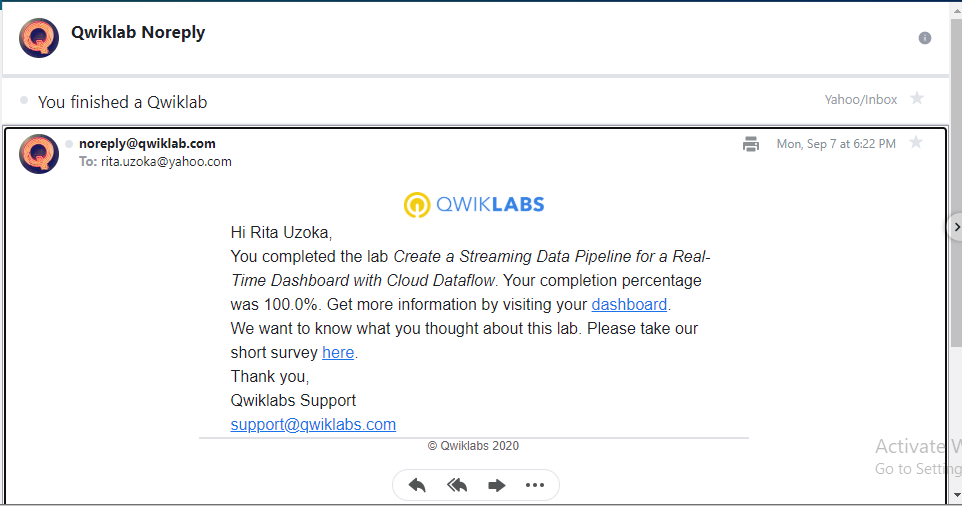 Qwiklab Noreply
You finished a Qwiklab
Yahoo/Inbox
noreply@qwiklab.com
Mon, Sep 7 at 6:22 PM
To: rita.uzoka@yahoo.com
QWIKLABS
Hi Rita Uzoka,
You completed the lab Create a Streaming Data Pipeline for a Real-
Time Dashboard with Cloud Dataflow. Your completion percentage
was 100.0%. Get more information by visiting your dashboard.
We want to know what you thought about this lab. Please take our
short survey here.
Thank you,
Qwiklabs Support
support@qwiklabs.com
© Qwiklabs 2020
Activate W
Go to Setting